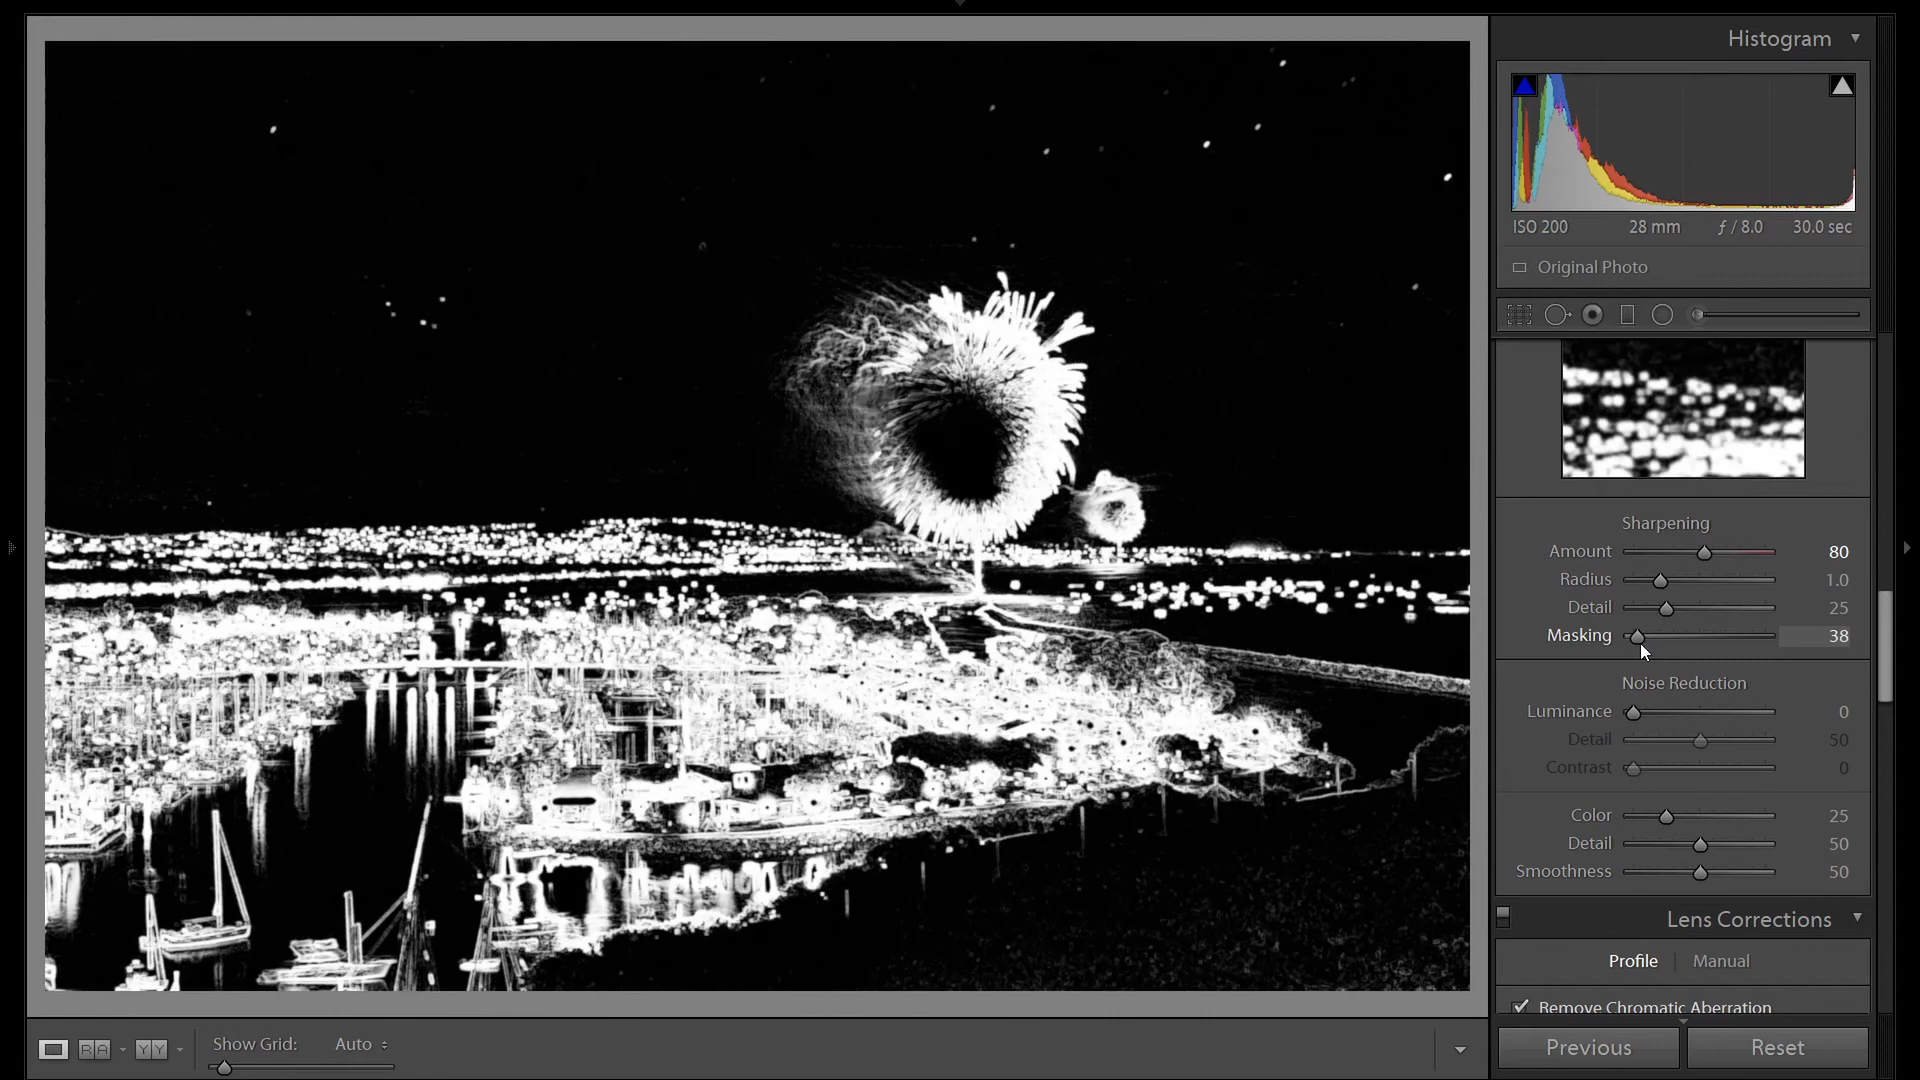 Histogram
ISO 200 28 mm ƒ / 8.0 30.0 sec
Original Photo
Sharpening
Amount 80
Radius 1.0
Detail 25
Masking 38
Noise Reduction
Luminance 0
Detail 50
Contrast 0
Color 25
Detail 50
Smoothness 50
Lens Corrections
Profile Manual
Remove Chromatic Aberration
R A Y Y Show Grid: Auto
Previous Reset